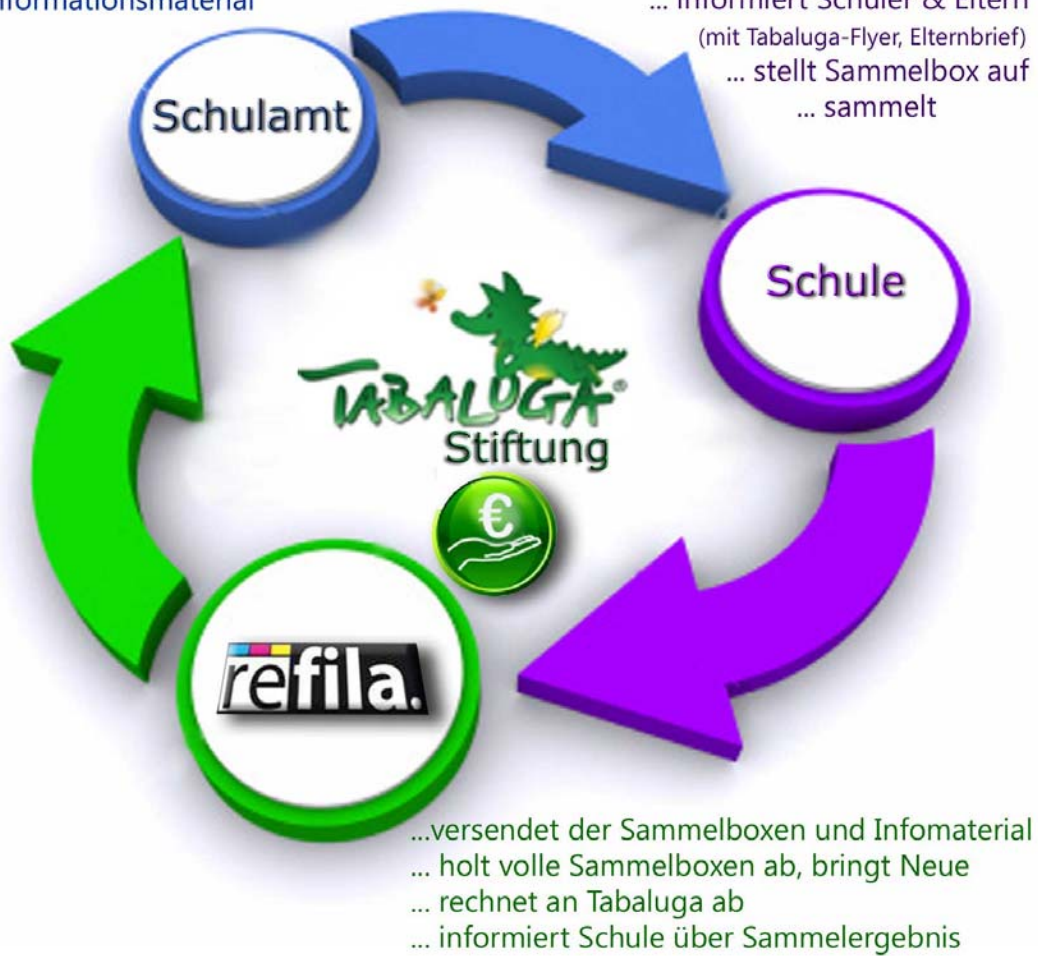 ... informiert Schüler & Eltern
(mit Tabaluga-Flyer, Elternbrief)
... stellt Sammelbox auf
... sammelt
Schulamt
Schule
TABALUGA®
Stiftung
€
refila.
...versendet der Sammelboxen und Infomaterial
... holt volle Sammelboxen ab, bringt Neue
... rechnet an Tabaluga ab
... informiert Schule über Sammelergebnis